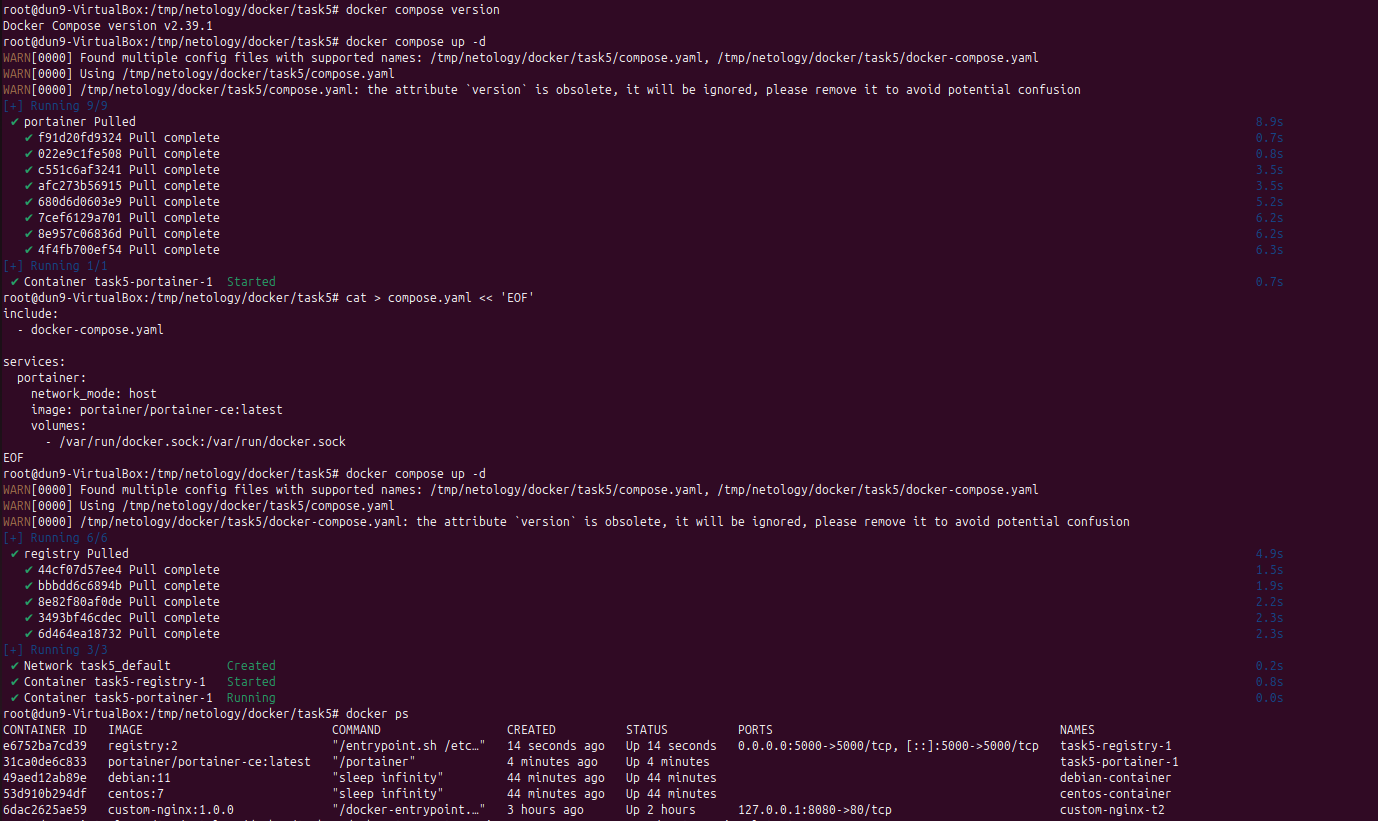 root@dun9-VirtualBox:/tmp/netology/docker/task5# docker compose version
Docker Compose version v2.39.1
root@dun9-VirtualBox:/tmp/netology/docker/task5# docker compose up -d
WARN[0000] Found multiple config files with supported names: /tmp/netology/docker/task5/compose.yaml, /tmp/netology/docker/task5/docker-compose.yaml
WARN[0000] Using /tmp/netology/docker/task5/compose.yaml
WARN[0000] /tmp/netology/docker/task5/compose.yaml: the attribute `version` is obsolete, it will be ignored, please remove it to avoid potential confusion
[+] Running 9/9
✔ portainer Pulled 8.9s
✔ f91d20fd9324 Pull complete 0.7s
✔ 022e9c1fe508 Pull complete 0.8s
✔ c551c6af3241 Pull complete 3.5s
✔ afc273b56915 Pull complete 3.5s
✔ 680d6d0603e9 Pull complete 5.2s
✔ 7cef6129a701 Pull complete 6.2s
✔ 8e957c06836d Pull complete 6.2s
✔ 4f4fb700ef54 Pull complete 6.3s
[+] Running 1/1
✔ Container task5-portainer-1 Started 0.7s
root@dun9-VirtualBox:/tmp/netology/docker/task5# cat > compose.yaml << 'EOF'
include:
  - docker-compose.yaml

services:
  portainer:
    network_mode: host
    image: portainer/portainer-ce:latest
    volumes:
      - /var/run/docker.sock:/var/run/docker.sock
EOF
root@dun9-VirtualBox:/tmp/netology/docker/task5# docker compose up -d
WARN[0000] Found multiple config files with supported names: /tmp/netology/docker/task5/compose.yaml, /tmp/netology/docker/task5/docker-compose.yaml
WARN[0000] Using /tmp/netology/docker/task5/compose.yaml
WARN[0000] /tmp/netology/docker/task5/docker-compose.yaml: the attribute `version` is obsolete, it will be ignored, please remove it to avoid potential confusion
[+] Running 6/6
✔ registry Pulled 4.9s
✔ 44cf07d57ee4 Pull complete 1.5s
✔ bbbdd6c6894b Pull complete 1.9s
✔ 8e82f80af0de Pull complete 2.2s
✔ 3493bf46cdec Pull complete 2.3s
✔ 6d464ea18732 Pull complete 2.3s
[+] Running 3/3
✔ Network task5_default Created 0.2s
✔ Container task5-registry-1 Started 0.8s
✔ Container task5-portainer-1 Running 0.0s
root@dun9-VirtualBox:/tmp/netology/docker/task5# docker ps
CONTAINER ID IMAGE COMMAND CREATED STATUS PORTS NAMES
e6752ba7cd39 registry:2 "/entrypoint.sh /etc…" 14 seconds ago Up 14 seconds 0.0.0.0:5000->5000/tcp, [::]:5000->5000/tcp task5-registry-1
31ca0de6c833 portainer/portainer-ce:latest "/portainer" 4 minutes ago Up 4 minutes task5-portainer-1
49aed12ab89e debian:11 "sleep infinity" 44 minutes ago Up 44 minutes debian-container
53d910b294df centos:7 "sleep infinity" 44 minutes ago Up 44 minutes centos-container
6dac2625ae59 custom-nginx:1.0.0 "/docker-entrypoint.…" 3 hours ago Up 2 hours 127.0.0.1:8080->80/tcp custom-nginx-t2